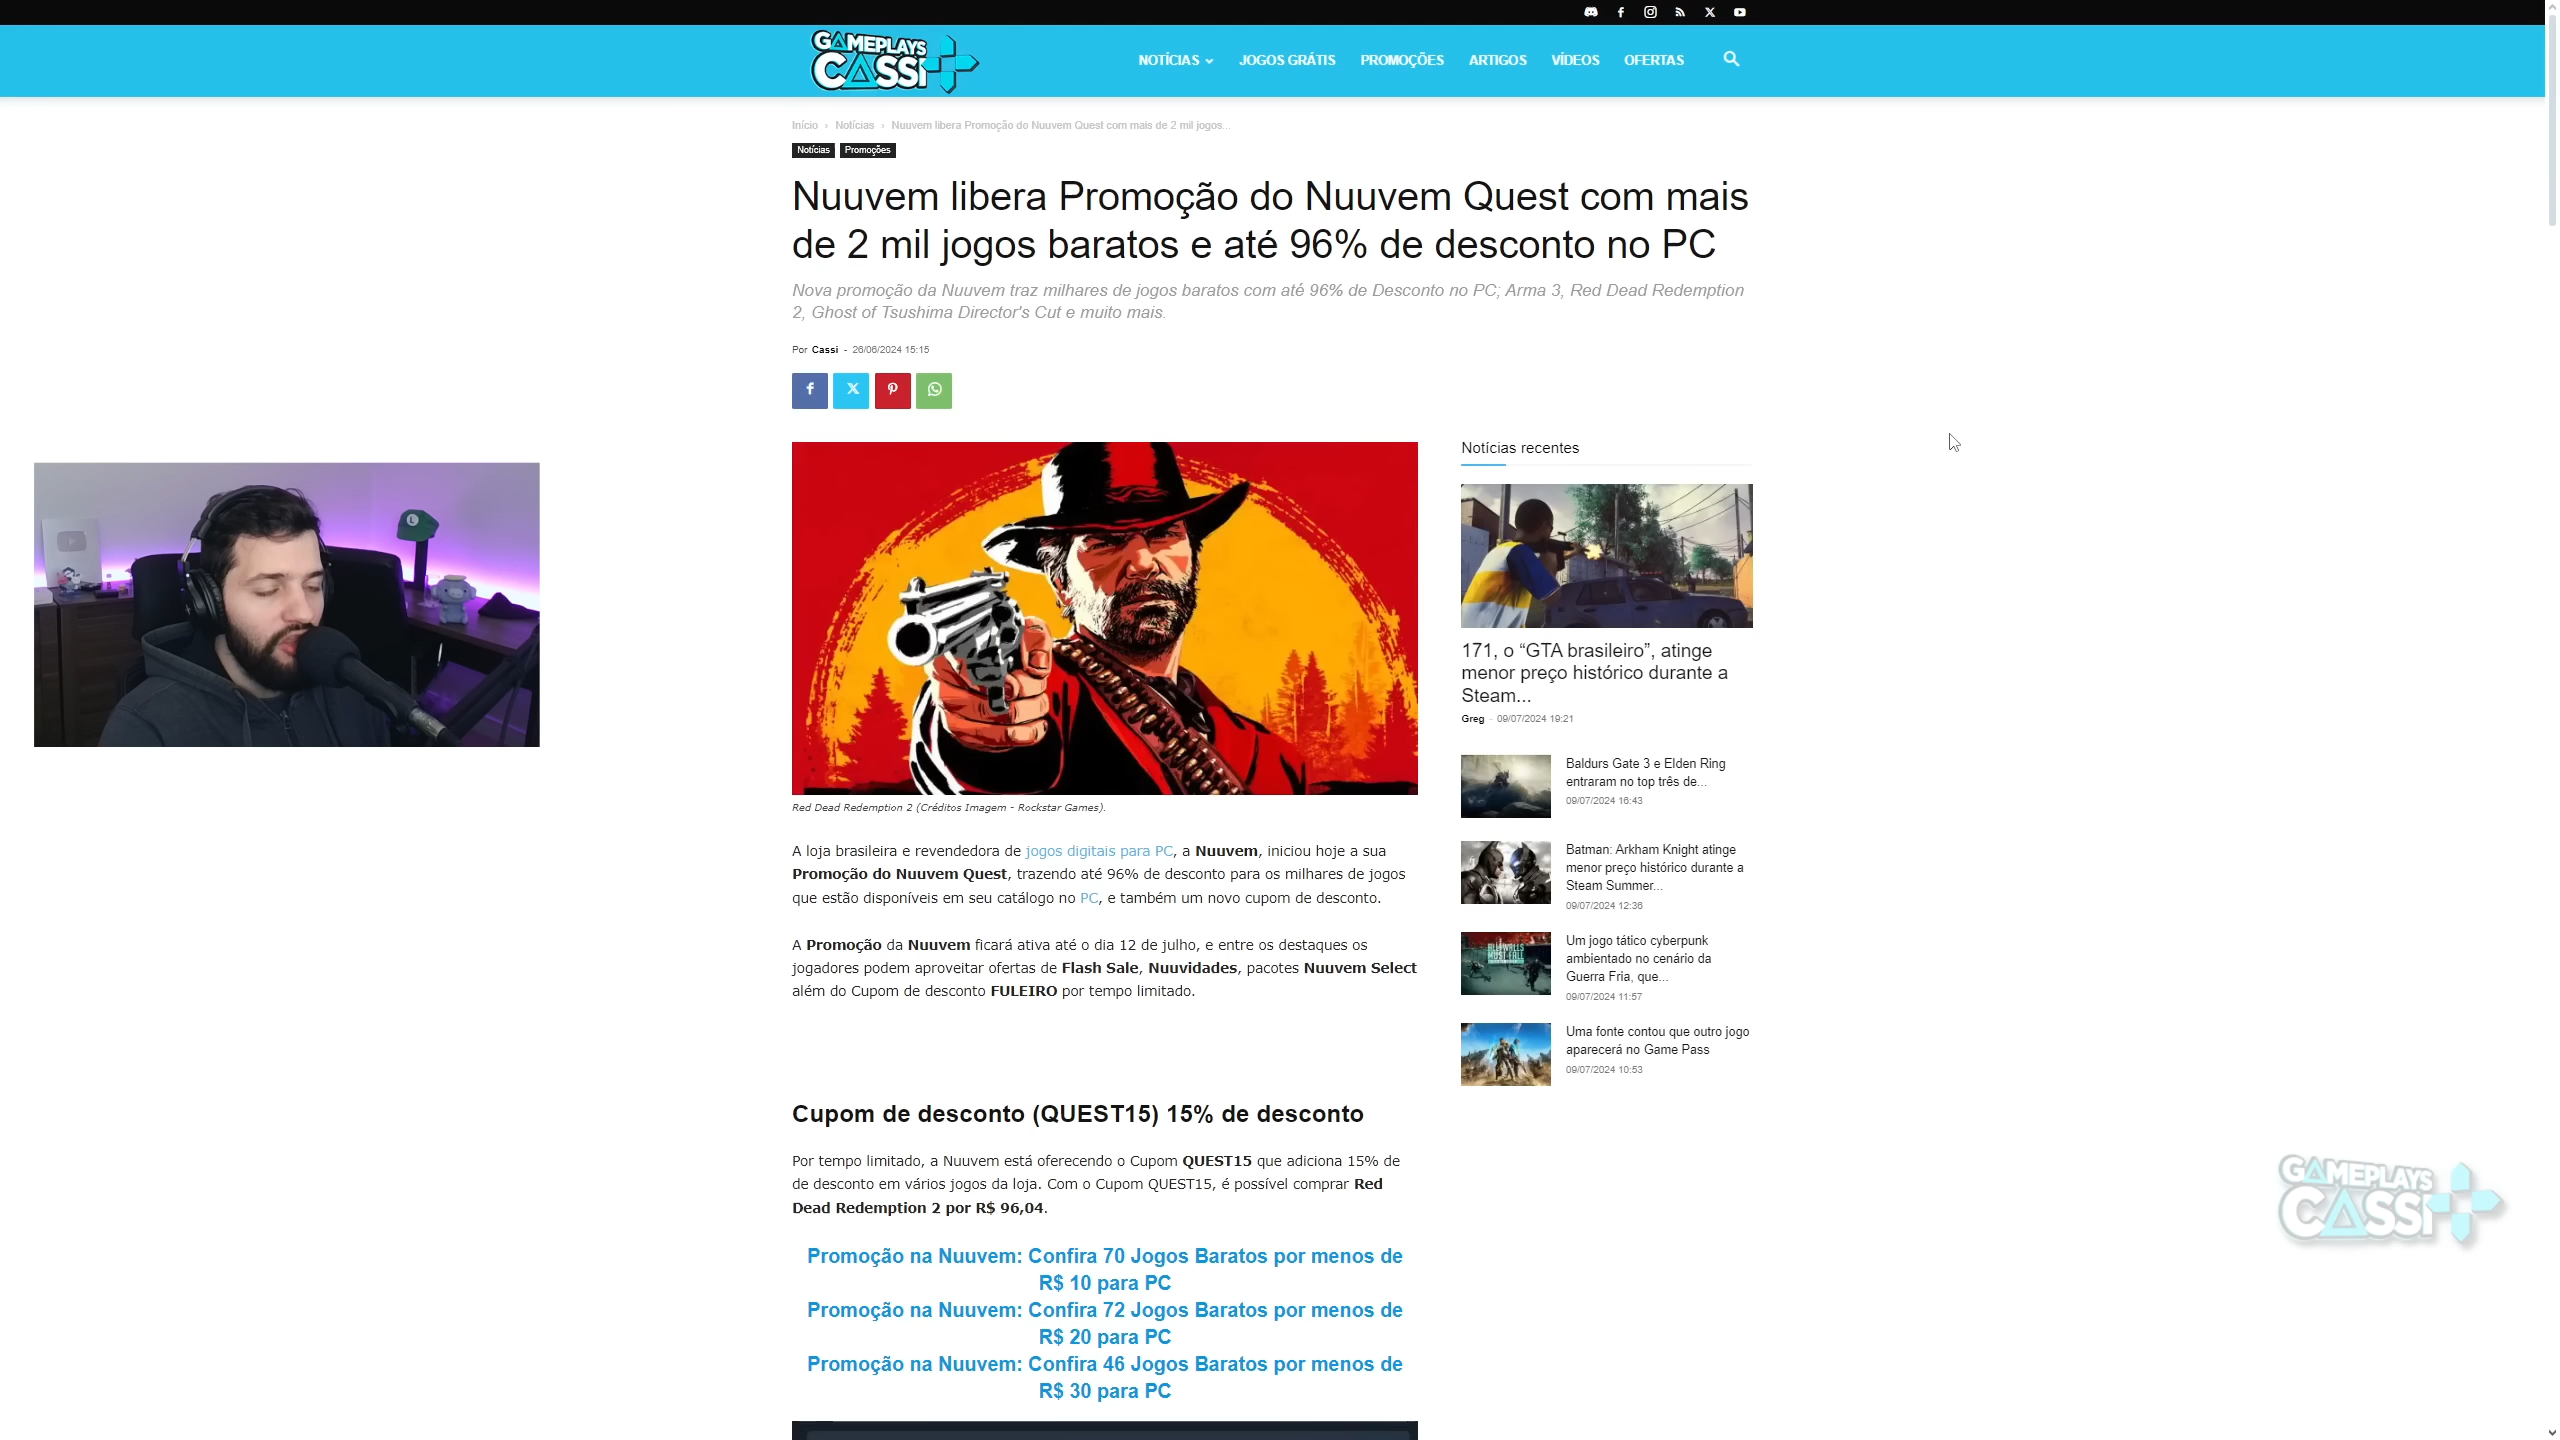 GAMEPLAYS
CASSI
NOTÍCIAS
JOGOS GRÁTIS
PROMOÇÕES
ARTIGOS
VÍDEOS
OFERTAS
Início › Notícias › Nuuvem libera Promoção do Nuuvem Quest com mais de 2 mil jogos...
Notícias
Promoções
Nuuvem libera Promoção do Nuuvem Quest com mais
de 2 mil jogos baratos e até 96% de desconto no PC
Nova promoção da Nuuvem traz milhares de jogos baratos com até 96% de Desconto no PC; Arma 3, Red Dead Redemption
2, Ghost of Tsushima Director's Cut e muito mais.
Por Cassi - 26/06/2024 15:15
L
Red Dead Redemption 2 (Créditos Imagem - Rockstar Games).
A loja brasileira e revendedora de jogos digitais para PC, a Nuuvem, iniciou hoje a sua
Promoção do Nuuvem Quest, trazendo até 96% de desconto para os milhares de jogos
que estão disponíveis em seu catálogo no PC, e também um novo cupom de desconto.
A Promoção da Nuuvem ficará ativa até o dia 12 de julho, e entre os destaques os
jogadores podem aproveitar ofertas de Flash Sale, Nuuvidades, pacotes Nuuvem Select
além do Cupom de desconto FULEIRO por tempo limitado.
Cupom de desconto (QUEST15) 15% de desconto
Por tempo limitado, a Nuuvem está oferecendo o Cupom QUEST15 que adiciona 15% de
de desconto em vários jogos da loja. Com o Cupom QUEST15, é possível comprar Red
Dead Redemption 2 por R$ 96,04.
Promoção na Nuuvem: Confira 70 Jogos Baratos por menos de
R$ 10 para PC
Promoção na Nuuvem: Confira 72 Jogos Baratos por menos de
R$ 20 para PC
Promoção na Nuuvem: Confira 46 Jogos Baratos por menos de
R$ 30 para PC
Notícias recentes
171, o “GTA brasileiro”, atinge
menor preço histórico durante a
Steam...
Greg - 09/07/2024 19:21
Baldurs Gate 3 e Elden Ring
entraram no top três de...
09/07/2024 16:43
Batman: Arkham Knight atinge
menor preço histórico durante a
Steam Summer...
09/07/2024 12:36
ALL WALLS
MUST FALL
Um jogo tático cyberpunk
ambientado no cenário da
Guerra Fria, que...
09/07/2024 11:57
Uma fonte contou que outro jogo
aparecerá no Game Pass
09/07/2024 10:53
GAMEPLAYS
CASSI